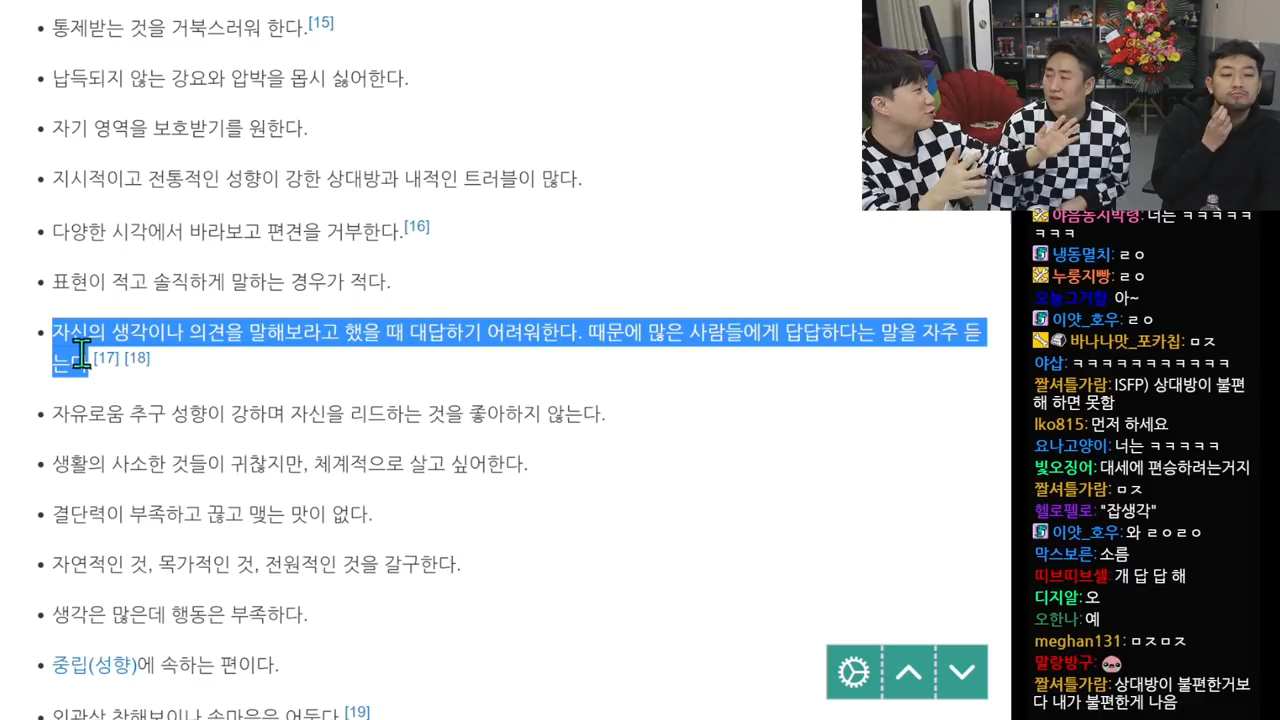 • 통제받는 것을 거북스러워 한다.[15]
• 납득되지 않는 강요와 압박을 몹시 싫어한다.
• 자기 영역을 보호받기를 원한다.
• 지시적이고 전통적인 성향이 강한 상대방과 내적인 트러블이 많다.
• 다양한 시각에서 바라보고 편견을 거부한다.[16]
• 표현이 적고 솔직하게 말하는 경우가 적다.
• 자신의 생각이나 의견을 말해보라고 했을 때 대답하기 어려워한다. 때문에 많은 사람들에게 답답하다는 말을 자주 듣
는다.[17] [18]
• 자유로움 추구 성향이 강하며 자신을 리드하는 것을 좋아하지 않는다.
• 생활의 사소한 것들이 귀찮지만, 체계적으로 살고 싶어한다.
• 결단력이 부족하고 끊고 맺는 맛이 없다.
• 자연적인 것, 목가적인 것, 전원적인 것을 갈구한다.
• 생각은 많은데 행동은 부족하다.
• 중립(성향)에 속하는 편이다.
• 외관상 착해보이나 속마음은 어둡다.[19]
너는 ㅋㅋㅋㅋㅋ
ㅋㅋㅋ
냉동멸치: ㄹㅇ
누룽지빵: ㄹㅇ
아~
이얏_호우: ㄹㅇ
바나나맛_포카칩: ㅁㅈ
야삽: ㅋㅋㅋㅋㅋㅋㅋㅋㅋㅋㅋ
짤셔틀가람: ISFP) 상대방이 불편
해 하면 못함
lko815: 먼저 하세요
요나고양이: 너는 ㅋㅋㅋㅋㅋ
빛오징어: 대세에 편승하려는거지
짤셔틀가람: ㅁㅈ
헬로펠로: "잡생각"
이얏_호우: 와 ㄹㅇㄹㅇ
막스보른: 소름
띠브띠브셀: 개 답 답 해
디지알: 오
오한나: 예
meghan131: ㅁㅈㅁㅈ
말랑방구:
짤셔틀가람: 상대방이 불편한거보
다 내가 불편한게 나음